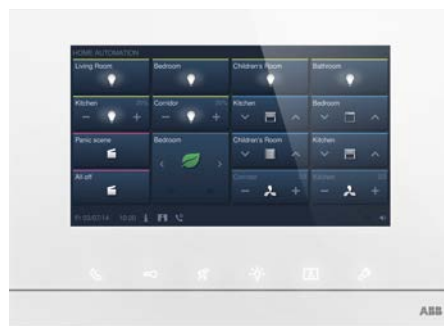 HOME AUTOMATION
Living Room Bedroom Children's Room Bathroom
Kitchen Corridor Kitchen Bedroom
Panic scene Bedroom Children's Room Kitchen
All off
ABB